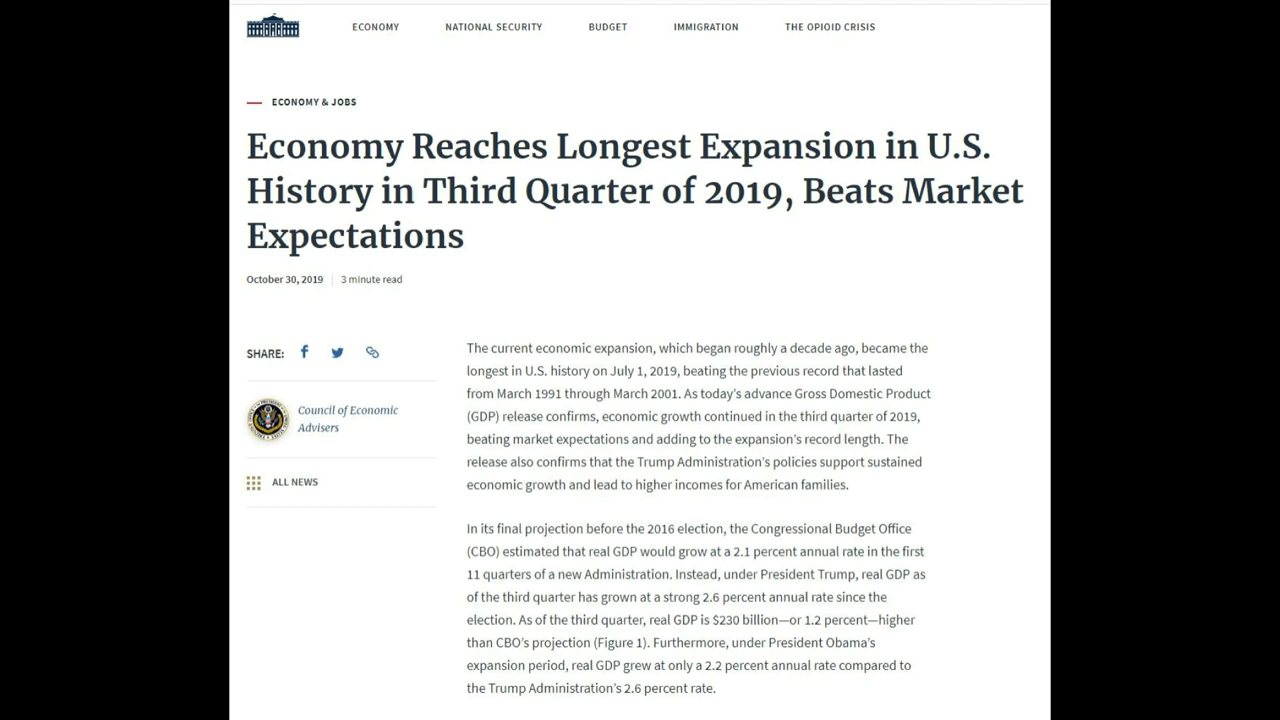 ECONOMY NATIONAL SECURITY BUDGET IMMIGRATION THE OPIOID CRISIS
ECONOMY & JOBS
Economy Reaches Longest Expansion in U.S.
History in Third Quarter of 2019, Beats Market
Expectations
October 30, 2019 3 minute read
SHARE:
Council of Economic
Advisers
ALL NEWS
The current economic expansion, which began roughly a decade ago, became the
longest in U.S. history on July 1, 2019, beating the previous record that lasted
from March 1991 through March 2001. As today's advance Gross Domestic Product
(GDP) release confirms, economic growth continued in the third quarter of 2019,
beating market expectations and adding to the expansion's record length. The
release also confirms that the Trump Administration's policies support sustained
economic growth and lead to higher incomes for American families.
In its final projection before the 2016 election, the Congressional Budget Office
(CBO) estimated that real GDP would grow at a 2.1 percent annual rate in the first
11 quarters of a new Administration. Instead, under President Trump, real GDP as
of the third quarter has grown at a strong 2.6 percent annual rate since the
election. As of the third quarter, real GDP is $230 billion—or 1.2 percent—higher
than CBO's projection (Figure 1). Furthermore, under President Obama's
expansion period, real GDP grew at only a 2.2 percent annual rate compared to
the Trump Administration's 2.6 percent rate.